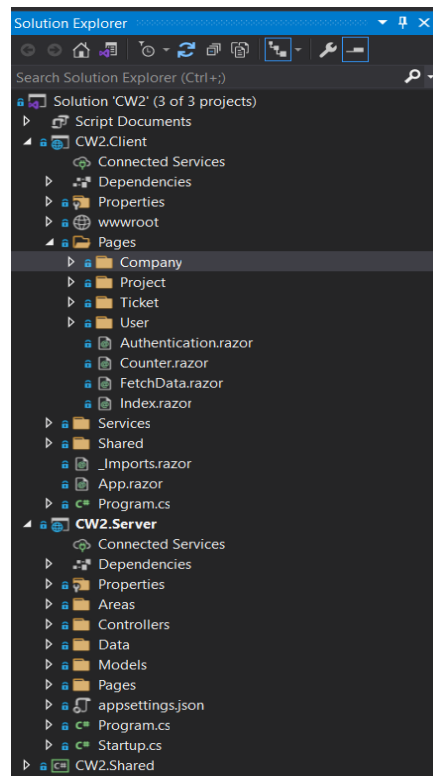 Solution Explorer
Search Solution Explorer (Ctrl+;)
Solution 'CW2' (3 of 3 projects)
Script Documents
CW2.Client
Connected Services
Dependencies
Properties
wwwroot
Pages
Company
Project
Ticket
User
Authentication.razor
Counter.razor
FetchData.razor
Index.razor
Services
Shared
_Imports.razor
App.razor
C# Program.cs
CW2.Server
Connected Services
Dependencies
Properties
Areas
Controllers
Data
Models
Pages
appsettings.json
C# Program.cs
C# Startup.cs
C# CW2.Shared